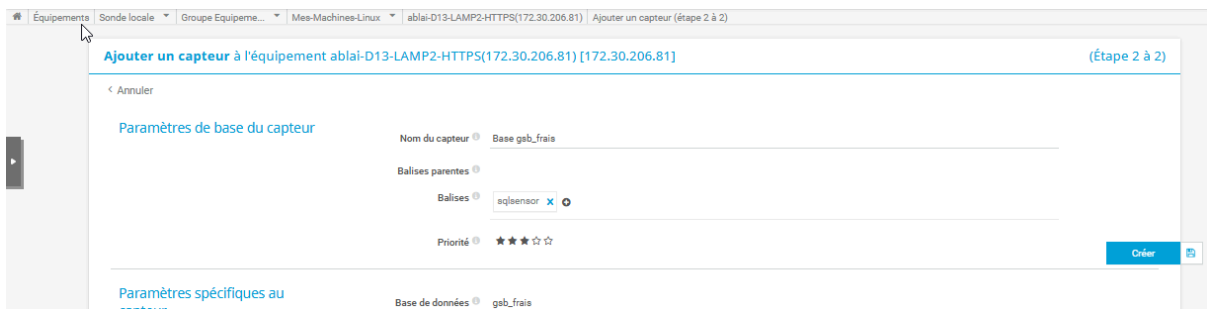 Équipements Sonde locale Groupe Equipeme... Mes-Machines-Linux ablai-D13-LAMP2-HTTPS(172.30.206.81) Ajouter un capteur (étape 2 à 2)
Ajouter un capteur à l'équipement ablai-D13-LAMP2-HTTPS(172.30.206.81) [172.30.206.81] (Étape 2 à 2)
< Annuler
Paramètres de base du capteur
Nom du capteur Base gsb_frais
Balises parentes
Balises sqlsensor
Priorité
Créer
Paramètres spécifiques au
capteur
Base de données gsb_frais